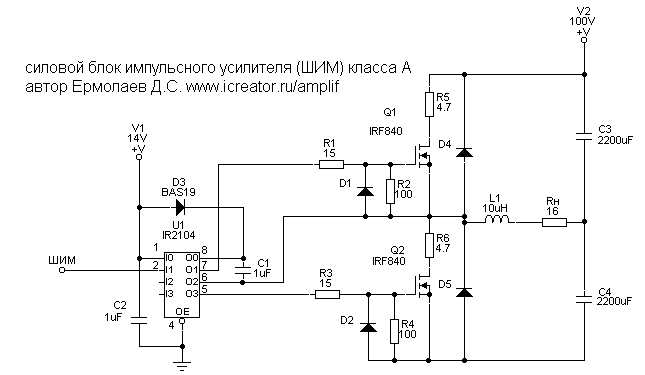 V2
100V
+V
силовой блок импульсного усилителя (ШИМ) класса А
автор Ермолаев Д.С. www.icreator.ru/amplif
R5
4.7
Q1
IRF840
V1
14V
+V
R1
15
D4
C3
2200uF
D3
BAS19
D1
R2
100
L1
10uH
Rн
16
U1
IR2104
Q2
IRF840
R6
4.7
ШИМ
1
2
I0
I1
I2
I3
O0
O1
O2
O3
OE
8
7
6
5
4
C1
1uF
R3
15
D5
C4
2200uF
C2
1uF
D2
R4
100